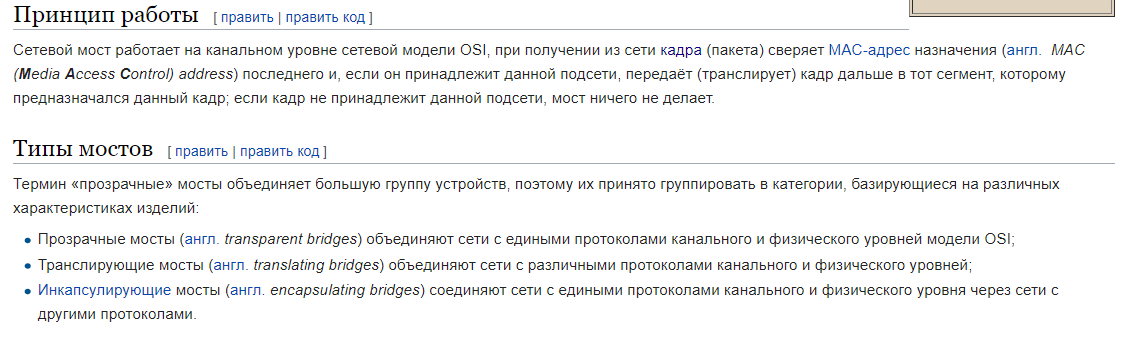 Принцип работы [ править | править код ]
Сетевой мост работает на канальном уровне сетевой модели OSI, при получении из сети кадра (пакета) сверяет MAC-адрес назначения (англ. MAC
(Media Access Control) address) последнего и, если он принадлежит данной подсети, передаёт (транслирует) кадр дальше в тот сегмент, которому
предназначался данный кадр; если кадр не принадлежит данной подсети, мост ничего не делает.
Типы мостов [ править | править код ]
Термин «прозрачные» мосты объединяет большую группу устройств, поэтому их принято группировать в категории, базирующиеся на различных
характеристиках изделий:
• Прозрачные мосты (англ. transparent bridges) объединяют сети с едиными протоколами канального и физического уровней модели OSI;
• Транслирующие мосты (англ. translating bridges) объединяют сети с различными протоколами канального и физического уровней;
• Инкапсулирующие мосты (англ. encapsulating bridges) соединяют сети с едиными протоколами канального и физического уровня через сети с
другими протоколами.